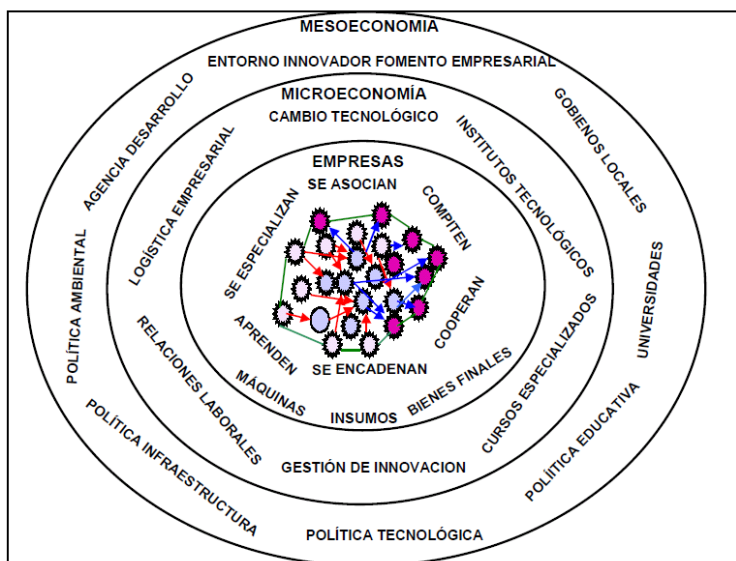 MESOECONOMIA
ENTORNO INNOVADOR FOMENTO EMPRESARIAL
AGENCIA DESARROLLO
GOBIENOS LOCALES
POLÍTICA AMBIENTAL
UNIVERSIDADES
POLÍTICA INFRAESTRUCTURA
POLÍITICA EDUCATIVA
POLÍTICA TECNOLÓGICA
MICROECONOMÍA
CAMBIO TECNOLÓGICO
LOGÍSTICA EMPRESARIAL
INSTITUTOS TECNOLÓGICOS
RELACIONES LABORALES
CURSOS ESPECIALIZADOS
GESTIÓN DE INNOVACION
EMPRESAS
SE ASOCIAN
SE ESPECIALIZAN
COMPITEN
APRENDEN
COOPERAN
SE ENCADENAN
MÁQUINAS
INSUMOS
BIENES FINALES